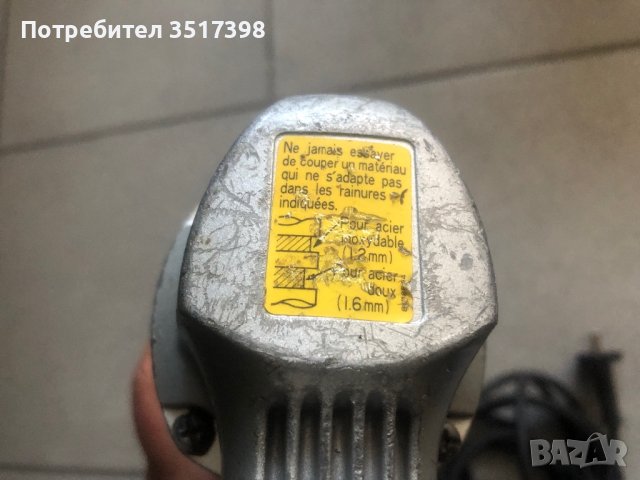 Потребител 3517398
Ne jamais essayer
de couper un matériau
qui ne s'adapte pas
dans les rainures
indiquées.
Pour acier
inoxydable
(1.2mm)
Pour acier
doux
(1.6mm)
BAZAR